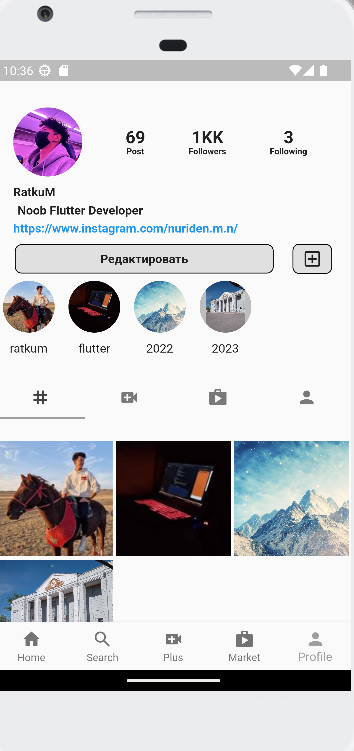 10:36
69 1KK 3
Post Followers Following
RatkuM
Noob Flutter Developer
https://www.instagram.com/nuriden.m.n/
Редактировать
ratkum flutter 2022 2023
Home Search Plus Market Profile